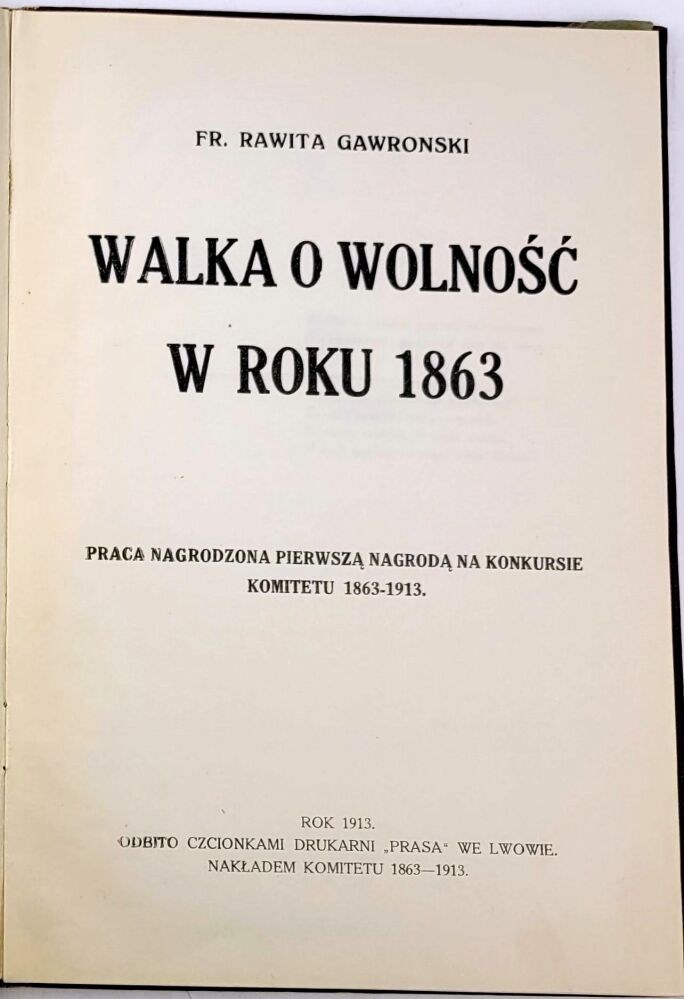 FR. RAWITA GAWRONSKI
WALKA O WOLNOŚĆ
W ROKU 1863
PRACA NAGRODZONA PIERWSZĄ NAGRODĄ NA KONKURSIE
KOMITETU 1863-1913.
ROK 1913.
ODBITO CZCIONKAMI DRUKARNI „PRASA“ WE LWOWIE.
NAKŁADEM KOMITETU 1863—1913.